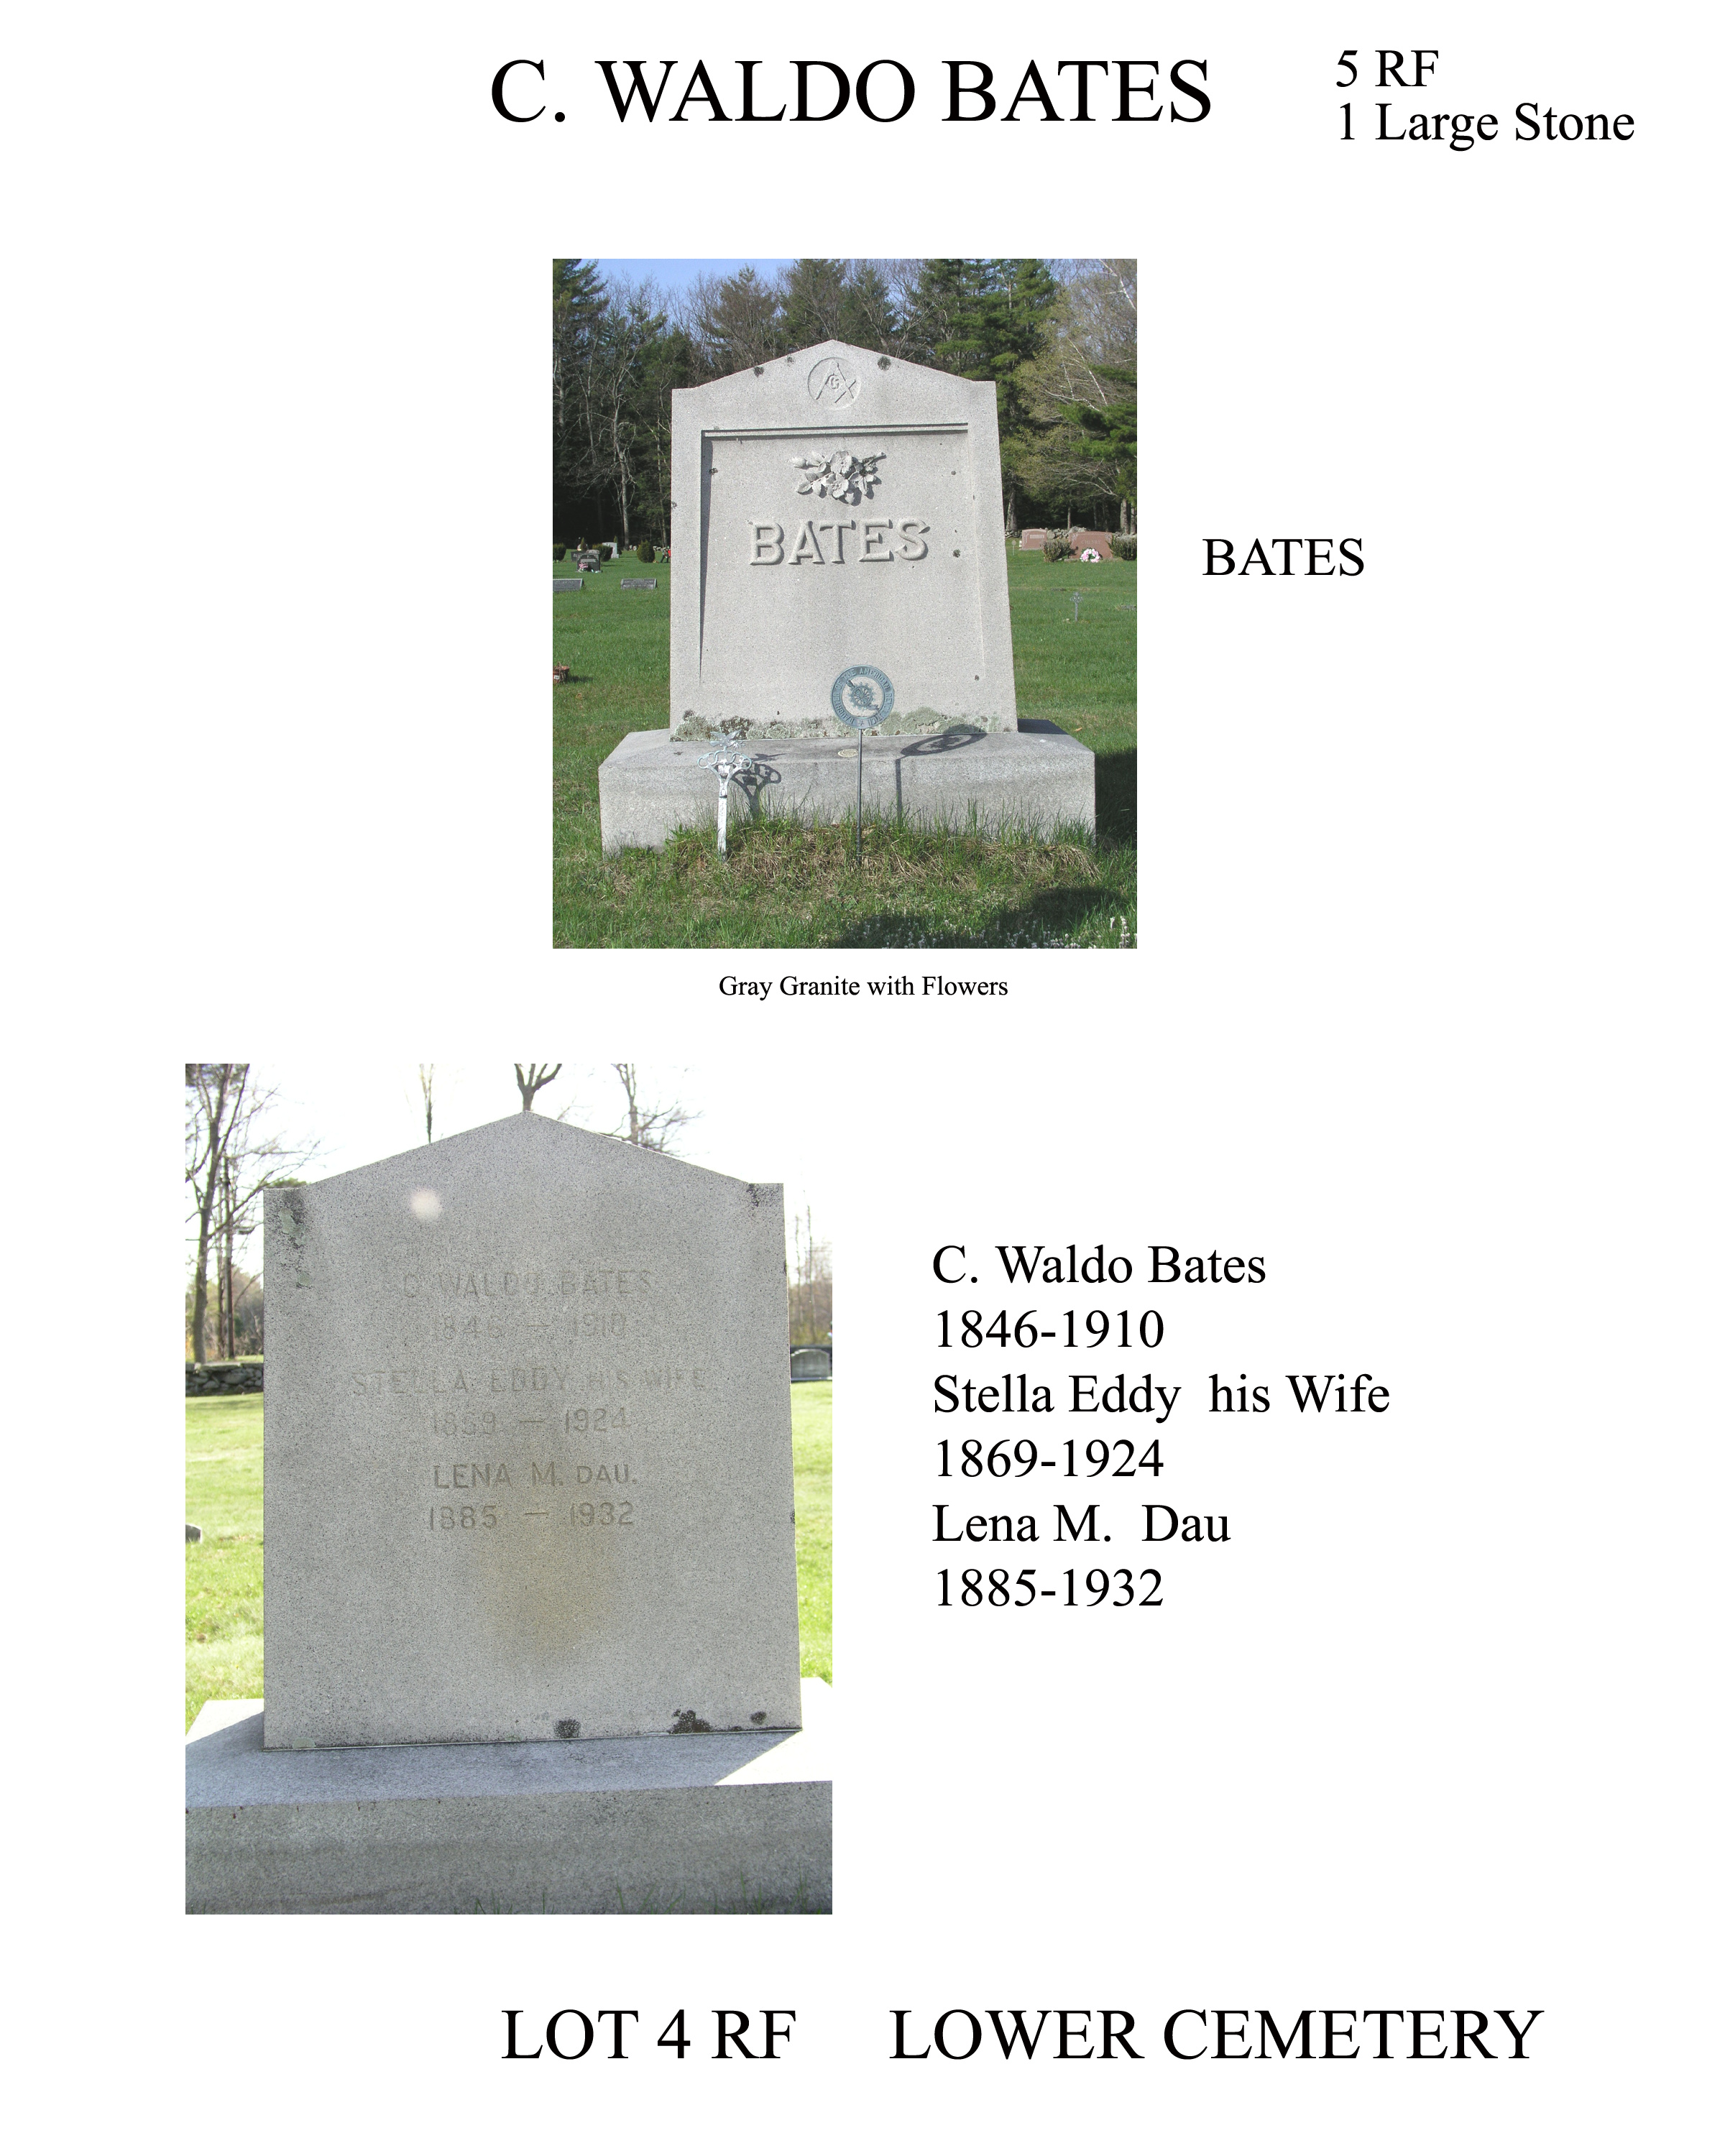 C. WALDO BATES
5 RF
1 Large Stone
G
BATES
BATES
Gray Granite with Flowers
C. WALDO BATES
1846 — 1910
STELLA EDDY HIS WIFE
— 1924
LENA M. DAU.
1885 — 1932
C. Waldo Bates
1846-1910
Stella Eddy his Wife
1869-1924
Lena M. Dau
1885-1932
LOT 4 RF LOWER CEMETERY